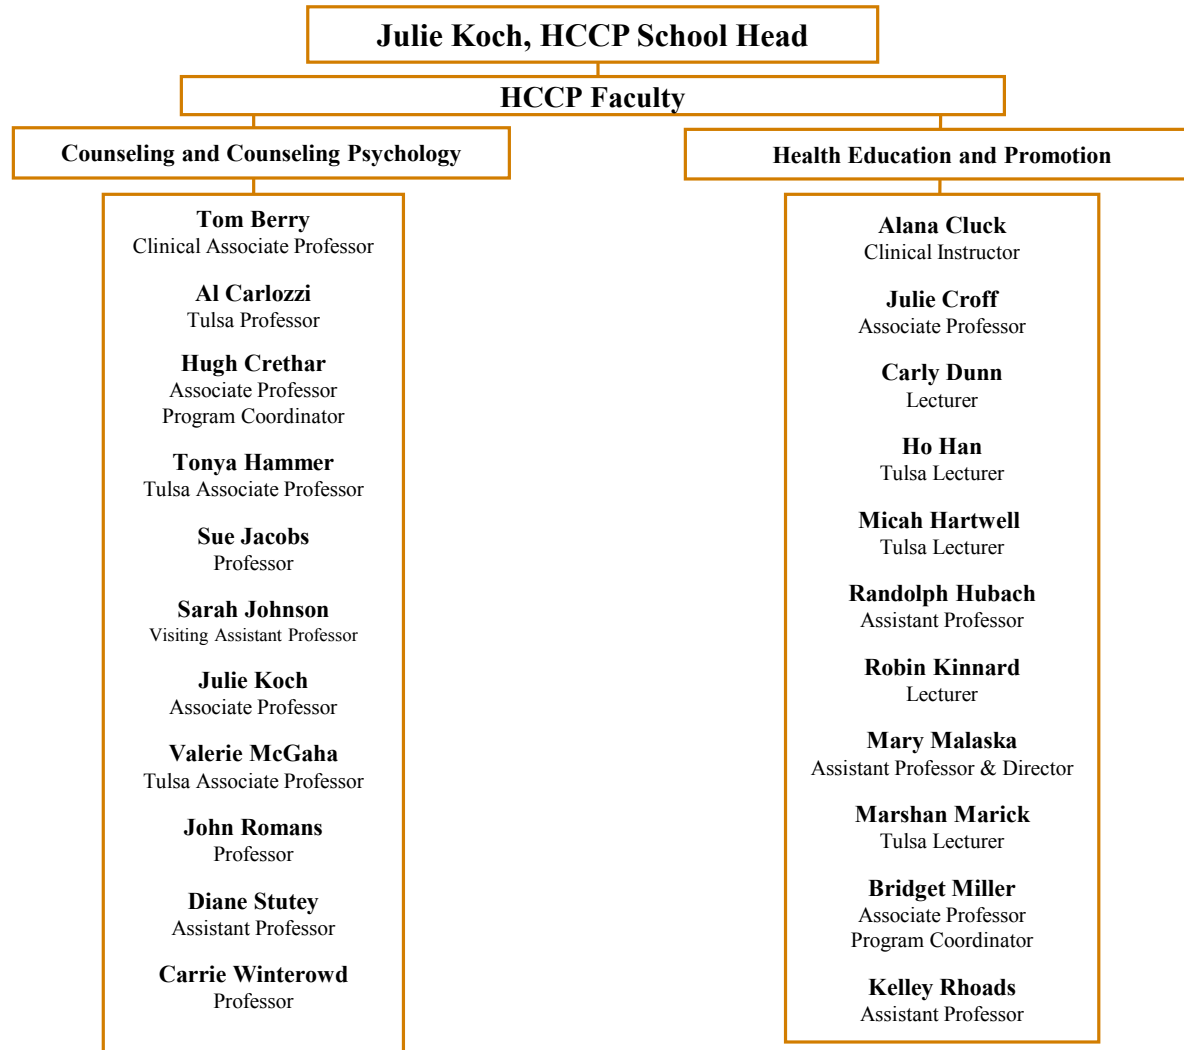 Julie Koch, HCCP School Head
HCCP Faculty
Counseling and Counseling Psychology
Tom Berry
Clinical Associate Professor
Al Carlozzi
Tulsa Professor
Hugh Crethar
Associate Professor
Program Coordinator
Tonya Hammer
Tulsa Associate Professor
Sue Jacobs
Professor
Sarah Johnson
Visiting Assistant Professor
Julie Koch
Associate Professor
Valerie McGaha
Tulsa Associate Professor
John Romans
Professor
Diane Stutey
Assistant Professor
Carrie Winterowd
Professor
Health Education and Promotion
Alana Cluck
Clinical Instructor
Julie Croff
Associate Professor
Carly Dunn
Lecturer
Ho Han
Tulsa Lecturer
Micah Hartwell
Tulsa Lecturer
Randolph Hubach
Assistant Professor
Robin Kinnard
Lecturer
Mary Malaska
Assistant Professor & Director
Marshan Marick
Tulsa Lecturer
Bridget Miller
Associate Professor
Program Coordinator
Kelley Rhoads
Assistant Professor